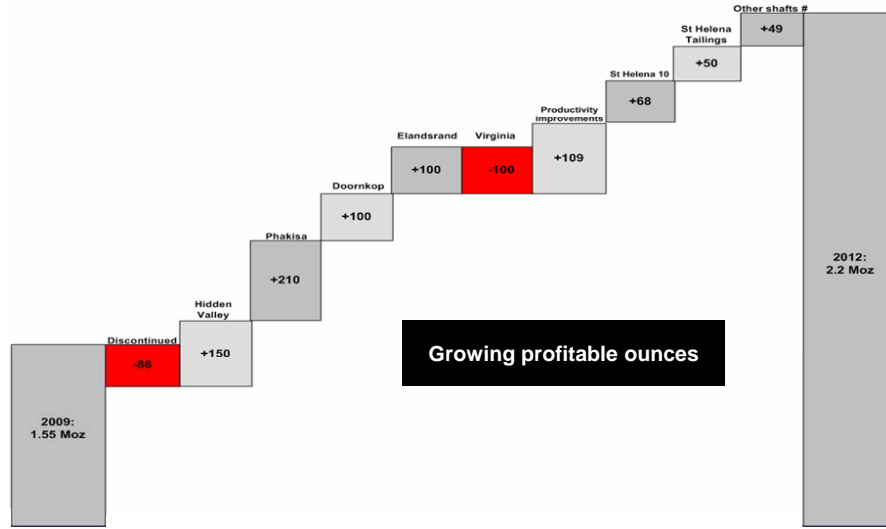 2009:
1.55 Moz
Discontinued
-86
Hidden
Valley
+150
Phakisa
+210
Doornkop
+100
Elandsrand
+100
Virginia
-100
Productivity
improvements
+109
St Helena 10
+68
St Helena
Tailings
+50
Other shafts #
+49
2012:
2.2 Moz
Growing profitable ounces